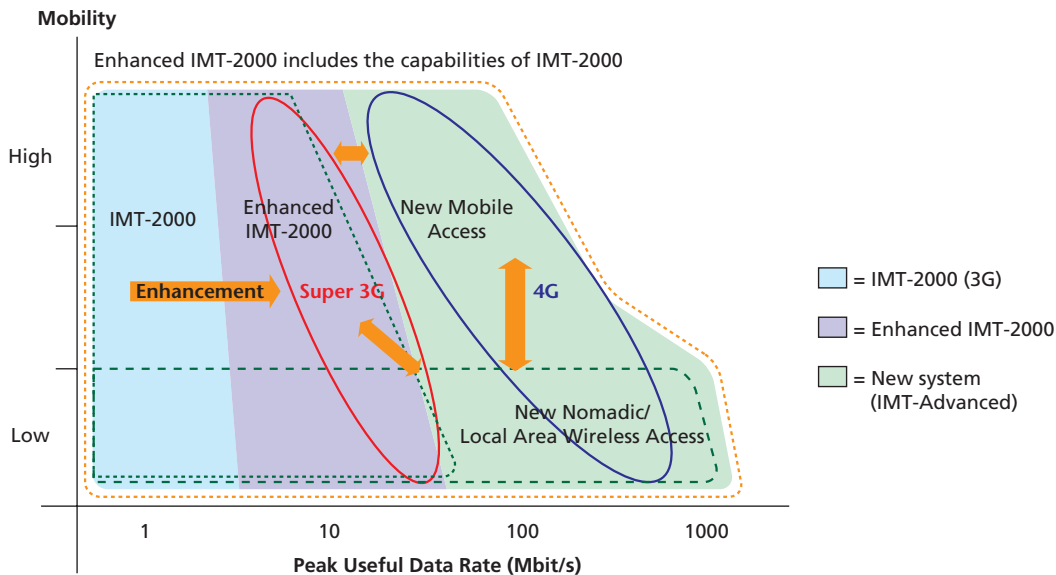 Mobility
Enhanced IMT-2000 includes the capabilities of IMT-2000
High
IMT-2000
Enhanced
IMT-2000
New Mobile
Access
Enhancement
Super 3G
4G
= IMT-2000 (3G)
= Enhanced IMT-2000
= New system
(IMT-Advanced)
Low
New Nomadic/
Local Area Wireless Access
1
10
100
1000
Peak Useful Data Rate (Mbit/s)